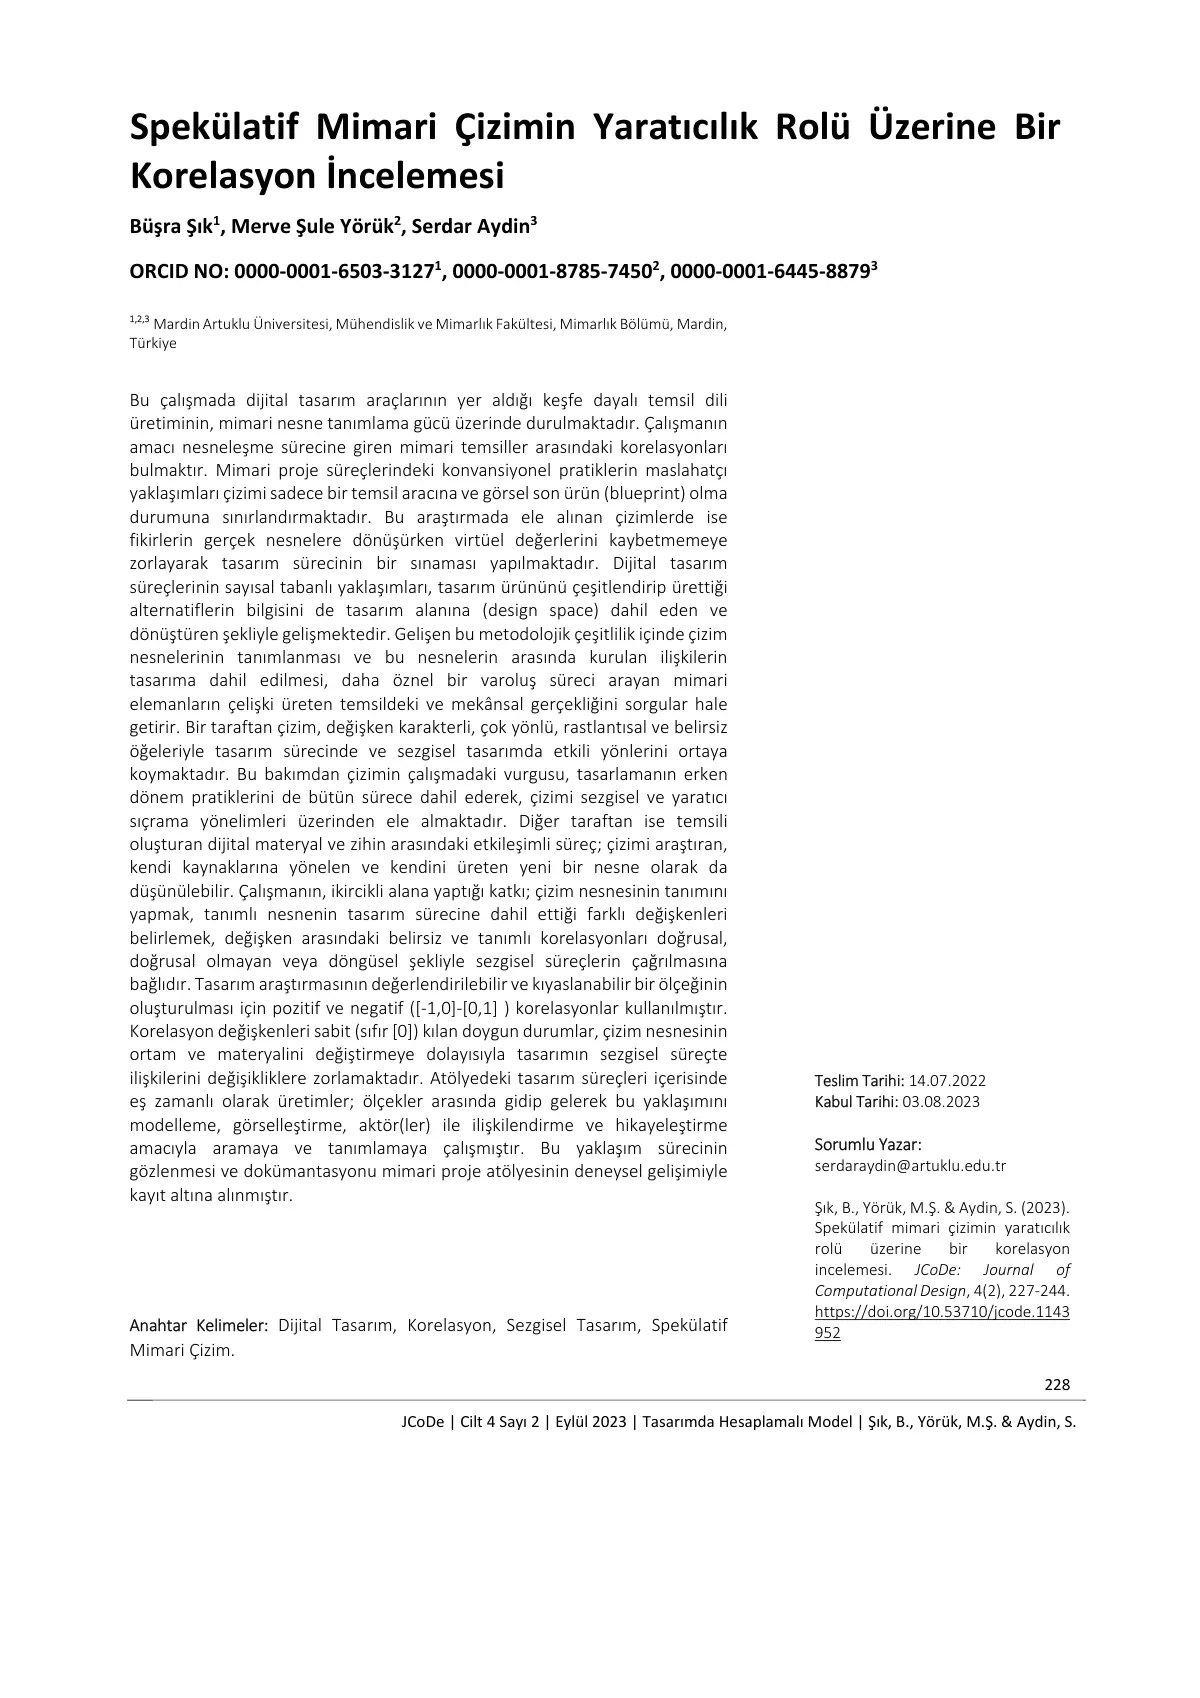 Spekülatif Mimari Çizimin Yaratıcılık Rolü Üzerine Bir
Korelasyon İncelemesi
Büşra Şık1, Merve Şule Yörük2, Serdar Aydin3
ORCID NO: 0000-0001-6503-31271, 0000-0001-8785-74502, 0000-0001-6445-88793
1,2,3 Mardin Artuklu Üniversitesi, Mühendislik ve Mimarlık Fakültesi, Mimarlık Bölümü, Mardin,
Türkiye
Bu çalışmada dijital tasarım araçlarının yer aldığı keşfe dayalı temsil dili
üretiminin, mimari nesne tanımlama gücü üzerinde durulmaktadır. Çalışmanın
amacı nesneleşme sürecine giren mimari temsiller arasındaki korelasyonları
bulmaktır. Mimari proje süreçlerindeki konvansiyonel pratiklerin maslahatçı
yaklaşımları çizimi sadece bir temsil aracına ve görsel son ürün (blueprint) olma
durumuna sınırlandırmaktadır. Bu araştırmada ele alınan çizimlerde ise
fikirlerin gerçek nesnelere dönüşürken virtüel değerlerini kaybetmemeye
zorlayarak tasarım sürecinin bir sınaması yapılmaktadır. Dijital tasarım
süreçlerinin sayısal tabanlı yaklaşımları, tasarım ürününü çeşitlendirip ürettiği
alternatiflerin bilgisini de tasarım alanına (design space) dahil eden ve
dönüştüren şekliyle gelişmektedir. Gelişen bu metodolojik çeşitlilik içinde çizim
nesnelerinin tanımlanması ve bu nesnelerin arasında kurulan ilişkilerin
tasarıma dahil edilmesi, daha öznel bir varoluş süreci arayan mimari
elemanların çelişki üreten temsildeki ve mekânsal gerçekliğini sorgular hale
getirir. Bir taraftan çizim, değişken karakterli, çok yönlü, rastlantısal ve belirsiz
öğeleriyle tasarım sürecinde ve sezgisel tasarımda etkili yönlerini ortaya
koymaktadır. Bu bakımdan çizimin çalışmadaki vurgusu, tasarlamanın erken
dönem pratiklerini de bütün sürece dahil ederek, çizimi sezgisel ve yaratıcı
sıçrama yönelimleri üzerinden ele almaktadır. Diğer taraftan ise temsili
oluşturan dijital materyal ve zihin arasındaki etkileşimli süreç; çizimi araştıran,
kendi kaynaklarına yönelen ve kendini üreten yeni bir nesne olarak da
düşünülebilir. Çalışmanın, ikircikli alana yaptığı katkı; çizim nesnesinin tanımını
yapmak, tanımlı nesnenin tasarım sürecine dahil ettiği farklı değişkenleri
belirlemek, değişken arasındaki belirsiz ve tanımlı korelasyonları doğrusal,
doğrusal olmayan veya döngüsel şekliyle sezgisel süreçlerin çağrılmasına
bağlıdır. Tasarım araştırmasının değerlendirilebilir ve kıyaslanabilir bir ölçeğinin
oluşturulması için pozitif ve negatif ([-1,0]-[0,1] ) korelasyonlar kullanılmıştır.
Korelasyon değişkenleri sabit (sıfır [0]) kılan doygun durumlar, çizim nesnesinin
ortam ve materyalini değiştirmeye dolayısıyla tasarımın sezgisel süreçte
ilişkilerini değişikliklere zorlamaktadır. Atölyedeki tasarım süreçleri içerisinde
eş zamanlı olarak üretimler; ölçekler arasında gidip gelerek bu yaklaşımını
modelleme, görselleştirme, aktör(ler) ile ilişkilendirme ve hikayeleştirme
amacıyla aramaya ve tanımlamaya çalışmıştır. Bu yaklaşım sürecinin
gözlenmesi ve dokümantasyonu mimari proje atölyesinin deneysel gelişimiyle
kayıt altına alınmıştır.
Teslim Tarihi: 14.07.2022
Kabul Tarihi: 03.08.2023
Sorumlu Yazar:
serdaraydin@artuklu.edu.tr
Şık, B., Yörük, M.Ş. & Aydin, S. (2023).
Spekülatif mimari çizimin yaratıcılık
rolü üzerine bir korelasyon
incelemesi. JCoDe: Journal of
Computational Design, 4(2), 227-244.
https://doi.org/10.53710/jcode.1143
952
Anahtar Kelimeler: Dijital Tasarım, Korelasyon, Sezgisel Tasarım, Spekülatif
Mimari Çizim.
228
JCoDe | Cilt 4 Sayı 2 | Eylül 2023 | Tasarımda Hesaplamalı Model | Şık, B., Yörük, M.Ş. & Aydin, S.